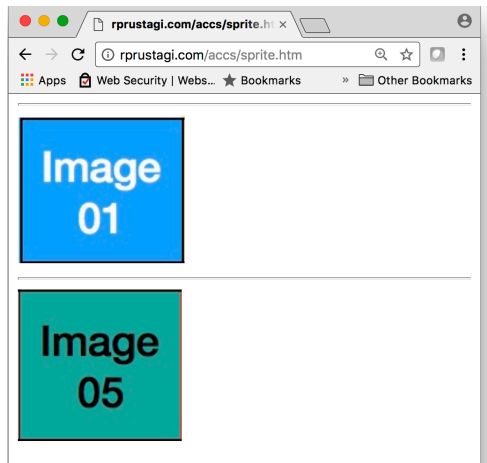 rprustagi.com/accs/sprite.ht
rprustagi.com/accs/sprite.htm
Apps Web Security | Webs... Bookmarks » Other Bookmarks
Image
01
Image
05